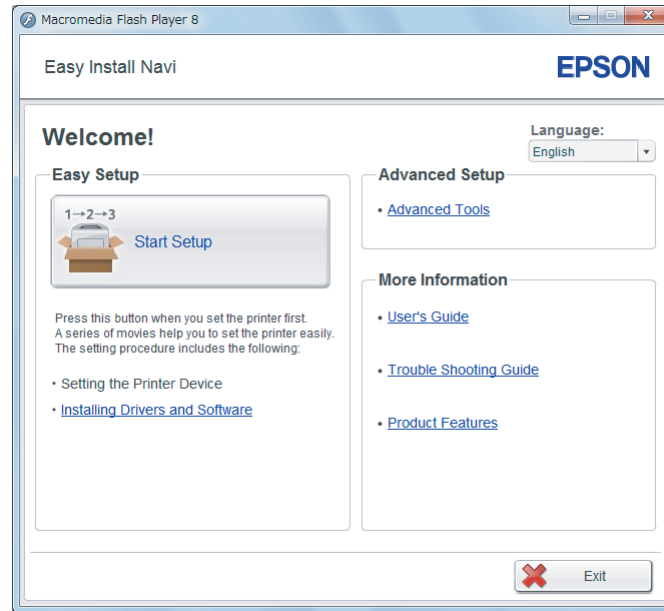 Macromedia Flash Player 8
Easy Install Navi
EPSON
Welcome!
Language:
English
Easy Setup
1→2→3
Start Setup
Press this button when you set the printer first.
A series of movies help you to set the printer easily.
The setting procedure includes the following:
・Setting the Printer Device
・Installing Drivers and Software
Advanced Setup
• Advanced Tools
More Information
• User's Guide
• Trouble Shooting Guide
• Product Features
Exit